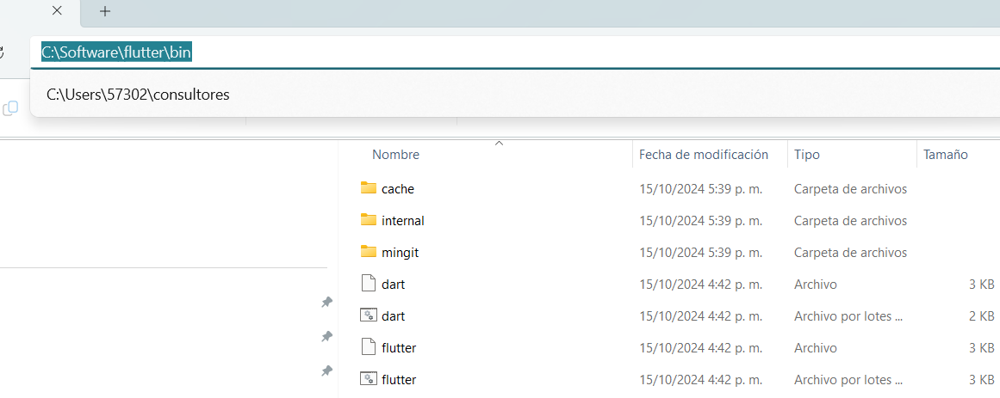 C:\Software\flutter\bin
C:\Users\57302\consultores
Nombre Fecha de modificación Tipo Tamaño
cache 15/10/2024 5:39 p. m. Carpeta de archivos
internal 15/10/2024 5:39 p. m. Carpeta de archivos
mingit 15/10/2024 5:39 p. m. Carpeta de archivos
dart 15/10/2024 4:42 p. m. Archivo 3 KB
dart 15/10/2024 4:42 p. m. Archivo por lotes ... 2 KB
flutter 15/10/2024 4:42 p. m. Archivo 3 KB
flutter 15/10/2024 4:42 p. m. Archivo por lotes ... 3 KB